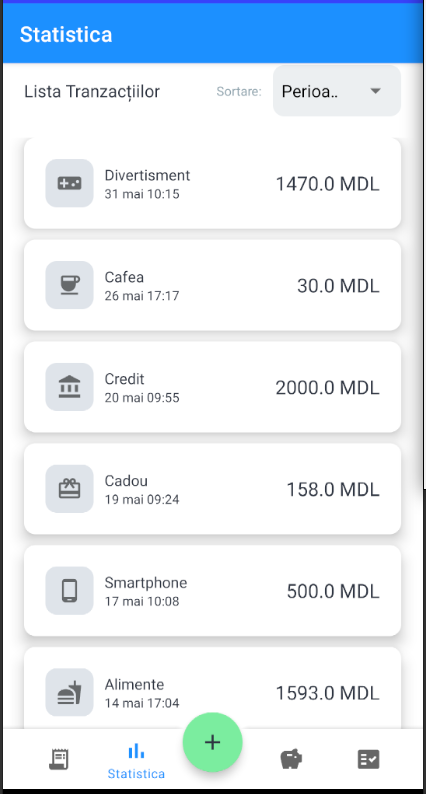 Statistica
Lista Tranzacțiilor
Sortare:
Perioa..
Divertisment
31 mai 10:15
1470.0 MDL
Cafea
26 mai 17:17
30.0 MDL
Credit
20 mai 09:55
2000.0 MDL
Cadou
19 mai 09:24
158.0 MDL
Smartphone
17 mai 10:08
500.0 MDL
Alimente
14 mai 17:04
1593.0 MDL
Statistica